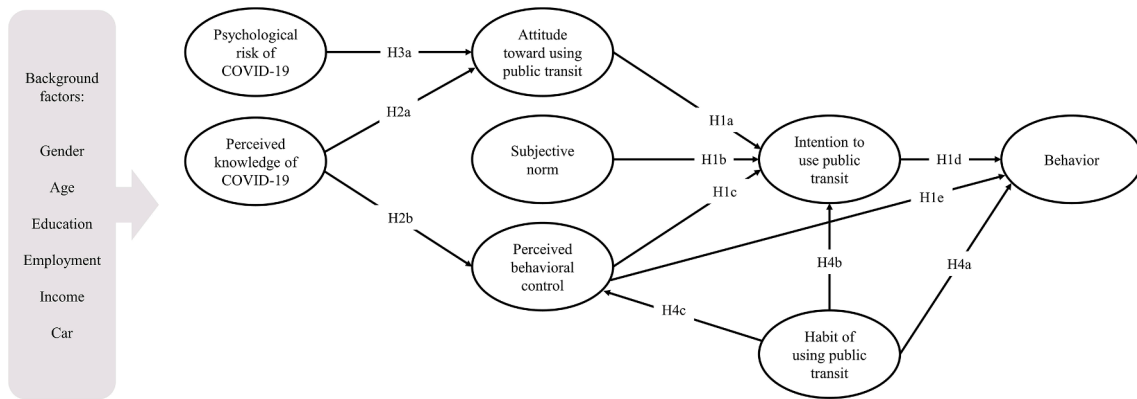 Background
factors:
Gender
Age
Education
Employment
Income
Car
Psychological
risk of
COVID-19
H3a
Attitude
toward using
public transit
H2a
H1a
Perceived
knowledge of
COVID-19
Subjective
norm
H1b
Intention to
use public
transit
H1d
Behavior
H2b
H1c
H1e
Perceived
behavioral
control
H4b
H4a
H4c
Habit of
using public
transit